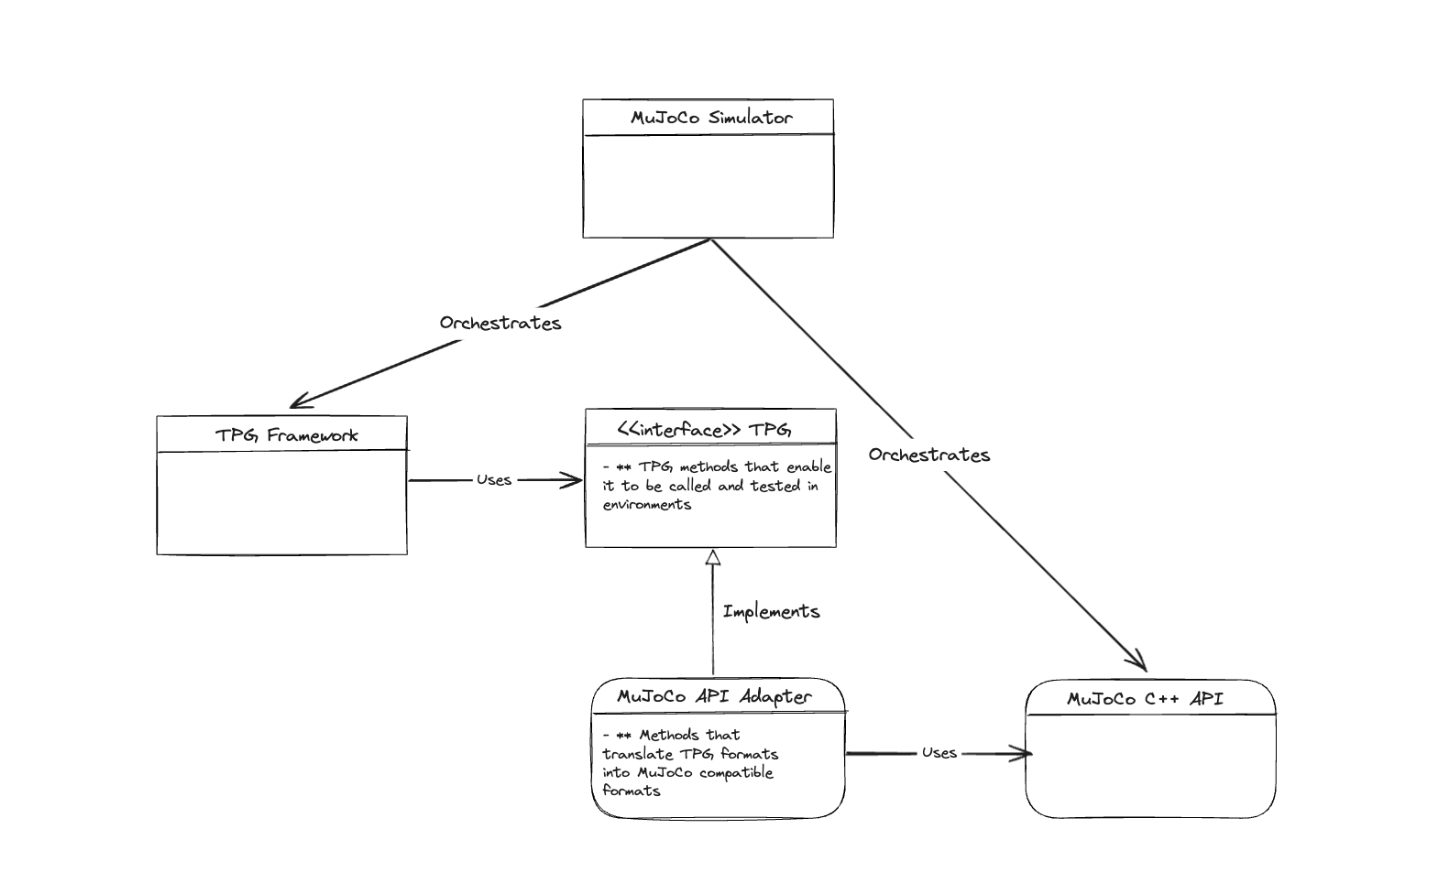 MuJoCo Simulator
Orchestrates
TPG Framework
<<interface>> TPG
Orchestrates
- ** TPG methods that enable
it to be called and tested in
environments
Uses
Implements
MuJoCo API Adapter
MuJoCo C++ API
- ** Methods that
translate TPG formats
into MuJoCo compatible
formats
Uses